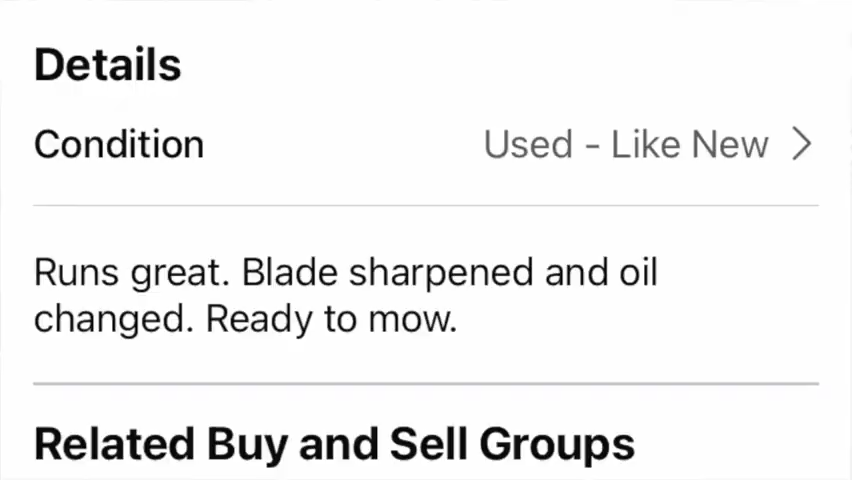 Details
Condition Used - Like New
Runs great. Blade sharpened and oil
changed. Ready to mow.
Related Buy and Sell Groups